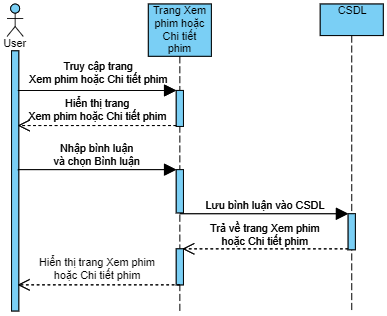 User
Trang Xem
phim hoặc
Chi tiết
phim
CSDL
Truy cập trang
Xem phim hoặc Chi tiết phim
Hiển thị trang
Xem phim hoặc Chi tiết phim
Nhập bình luận
và chọn Bình luận
Lưu bình luận vào CSDL
Trả về trang Xem phim
hoặc Chi tiết phim
Hiển thị trang Xem phim
hoặc Chi tiết phim